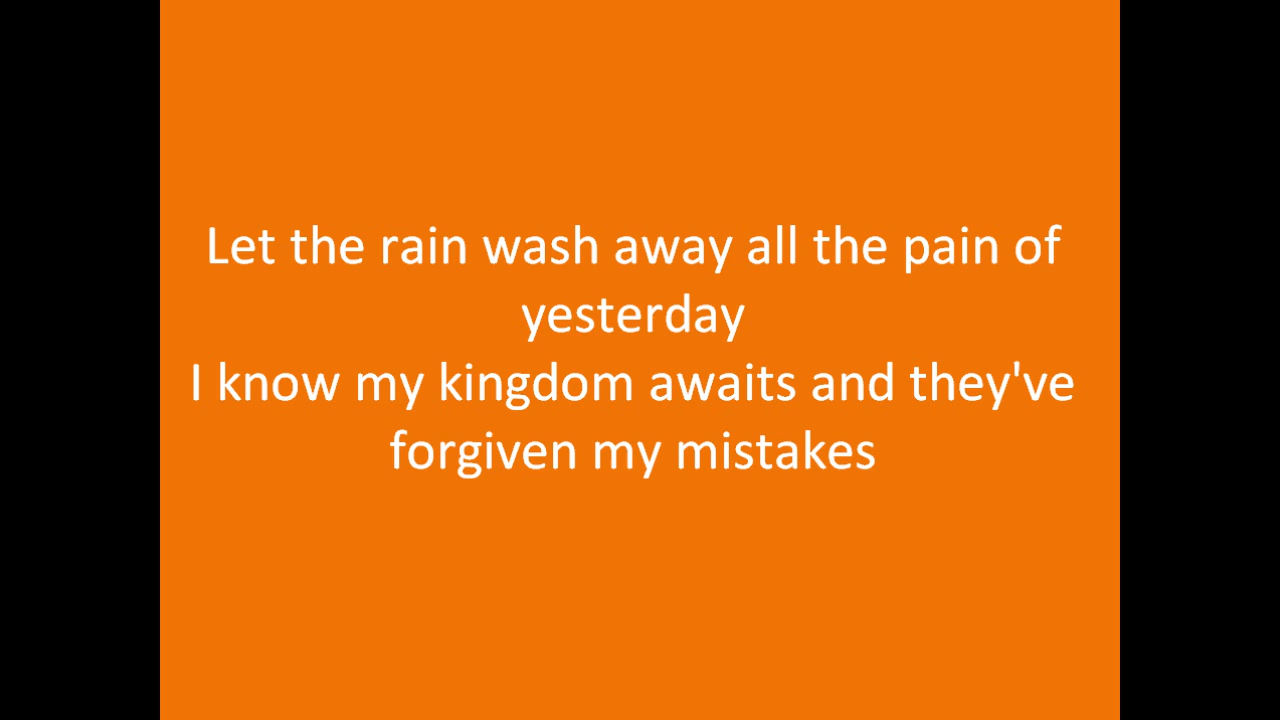 Let the rain wash away all the pain of
yesterday
I know my kingdom awaits and they've
forgiven my mistakes